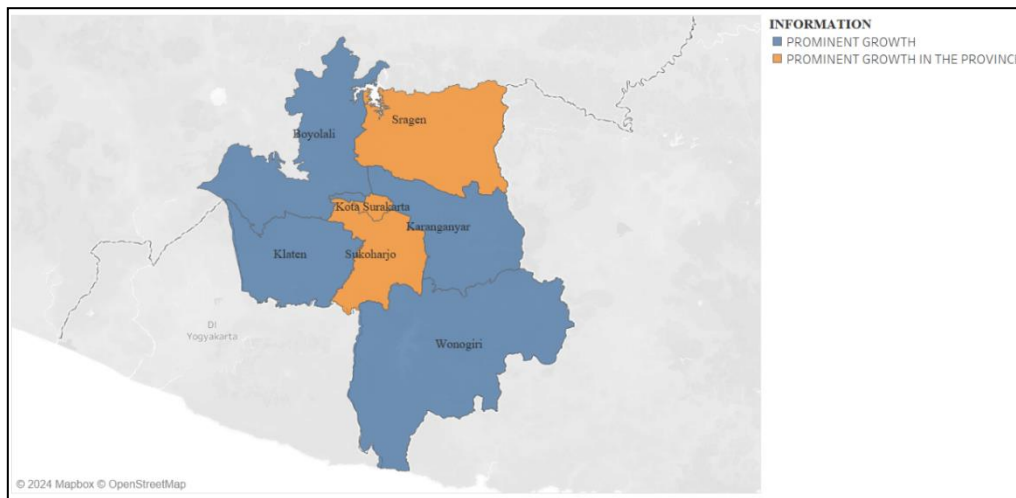 INFORMATION
PROMINENT GROWTH
PROMINENT GROWTH IN THE PROVINC
Sragen
Boyolali
Kota Surakarta
Karanganyar
Klaten
Sukoharjo
DI
Yogyakarta
Wonogiri
© 2024 Mapbox © OpenStreetMap